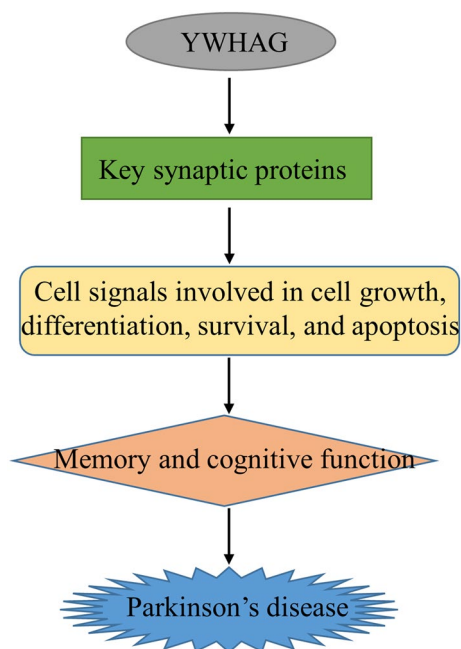 YWHAG
Key synaptic proteins
Cell signals involved in cell growth,
differentiation, survival, and apoptosis
Memory and cognitive function
Parkinson’s disease